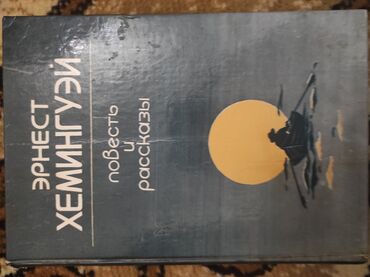 ЭРНЕСТ
ХЕМИНГУЭЙ
повесть
и
рассказы